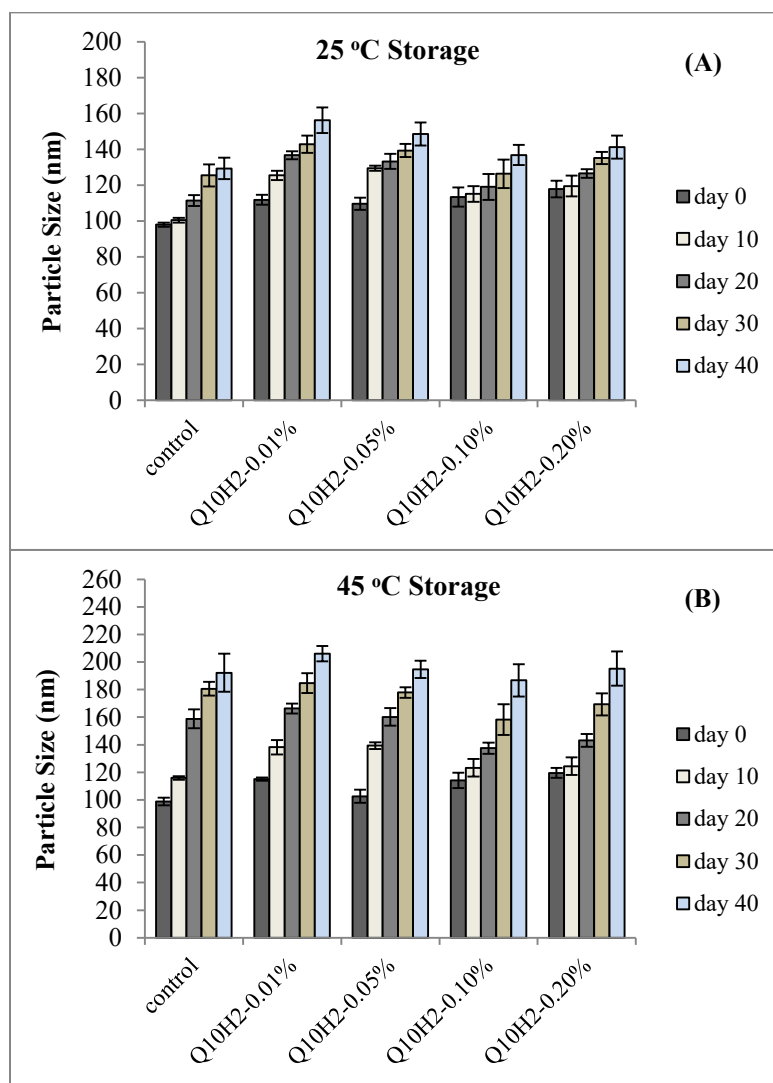 25 ºC Storage
(A)
Particle Size (nm)
200
180
160
140
120
100
80
60
40
20
0
control
Q10H2-0.01%
Q10H2-0.05%
Q10H2-0.10%
Q10H2-0.20%
day 0
day 10
day 20
day 30
day 40
45 ºC Storage
(B)
Particle Size (nm)
260
240
220
200
180
160
140
120
100
80
60
40
20
0
control
Q10H2-0.01%
Q10H2-0.05%
Q10H2-0.10%
Q10H2-0.20%
day 0
day 10
day 20
day 30
day 40